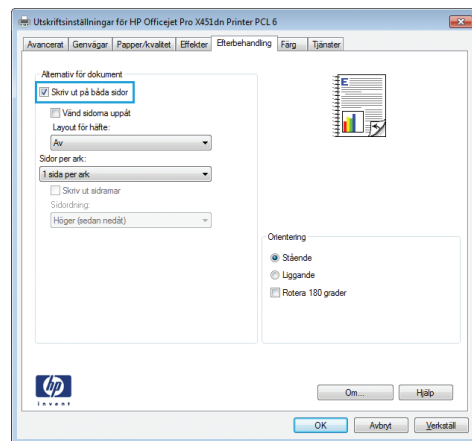 Utskriftsinställningar för HP Officejet Pro X451dn Printer PCL 6
Avancerat Genvägar Papper/kvalitet Effekter Efterbehandling Färg Tjänster
Alternativ för dokument
Skriv ut på båda sidor
Vänd sidorna uppåt
Layout för häfte:
Av
Sidor per ark:
1 sida per ark
Skriv ut sidramar
Sidordning:
Höger (sedan nedåt)
E
Orientering
Stående
Liggande
Rotera 180 grader
hp
invent
Om... Hjälp
OK Avbryt Verkställ